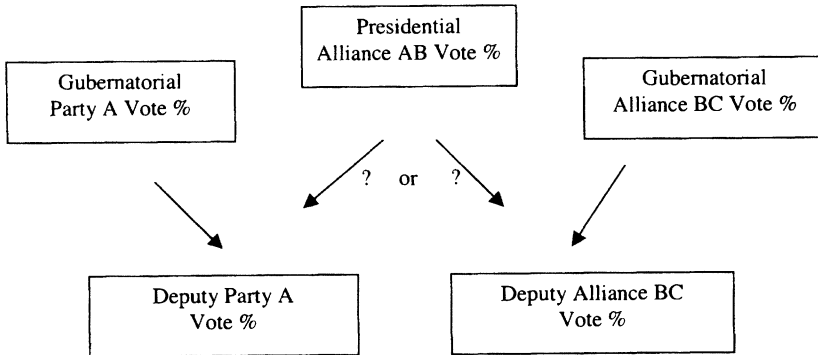 Presidential
Alliance AB Vote %
Gubernatorial
Party A Vote %
Gubernatorial
Alliance BC Vote %
? or ?
Deputy Party A
Vote %
Deputy Alliance BC
Vote %